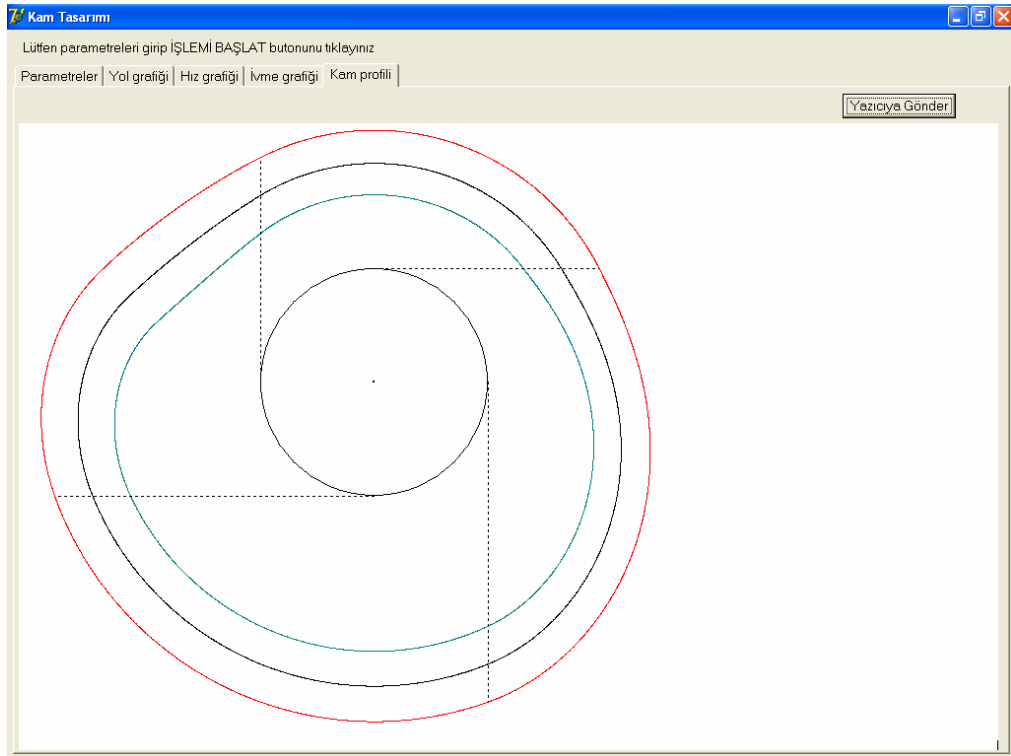 Kam Tasarımı
Lütfen parametreleri girip İŞLEMİ BAŞLAT butonunu tıklayınız
Parametreler Yol grafiği Hız grafiği İvme grafiği Kam profili
Yazıcıya Gönder